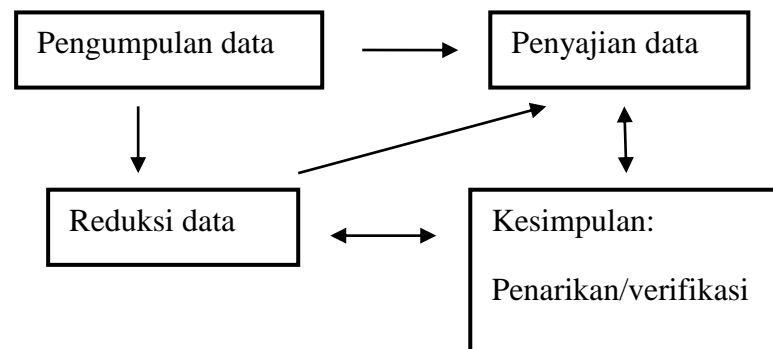 Pengumpulan data
Penyajian data
Reduksi data
Kesimpulan:
Penarikan/verifikasi